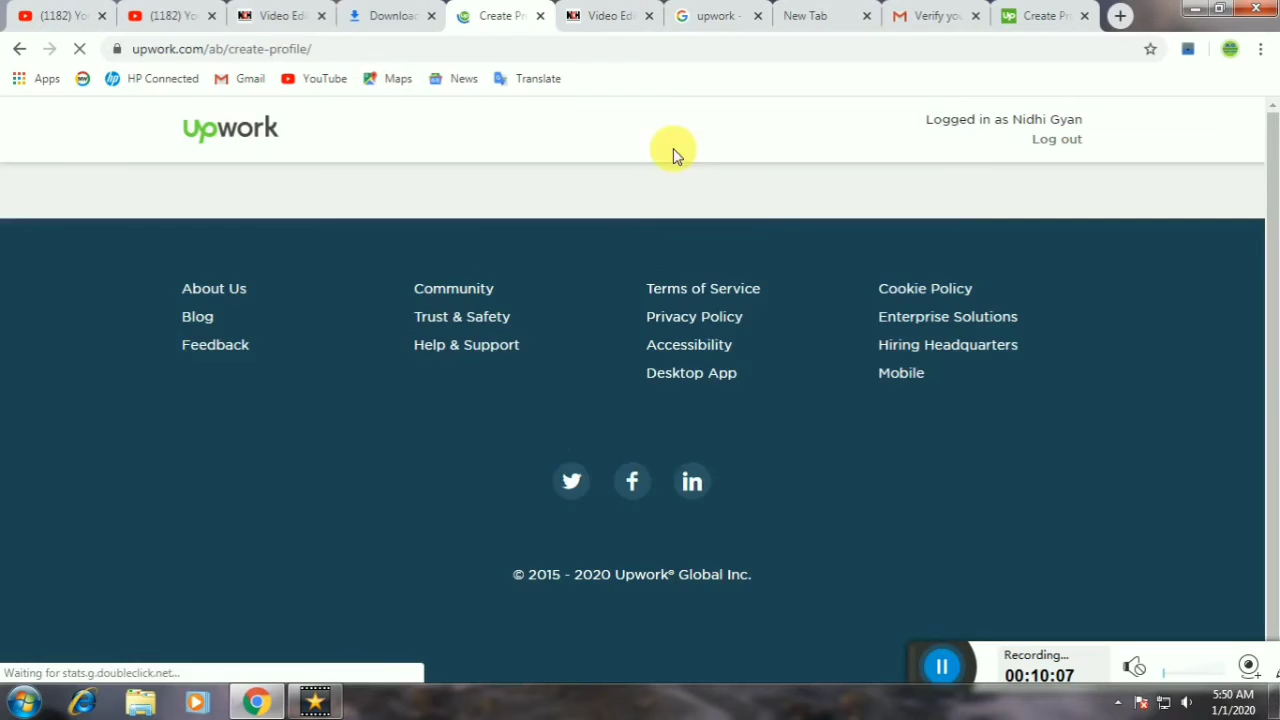 (1182) Yo
(1182) Yo
Video Edi
Downloac
Create Pr
Video Edi
upwork -
New Tab
Verify you
Create Pr
upwork.com/ab/create-profile/
Apps
HP Connected
Gmail
YouTube
Maps
News
Translate
upwork
Logged in as Nidhi Gyan
Log out
About Us
Community
Terms of Service
Cookie Policy
Blog
Trust & Safety
Privacy Policy
Enterprise Solutions
Feedback
Help & Support
Accessibility
Hiring Headquarters
Desktop App
Mobile
© 2015 - 2020 Upwork® Global Inc.
Recording...
00:10:07
Waiting for stats.g.doubleclick.net...
5:50 AM
1/1/2020